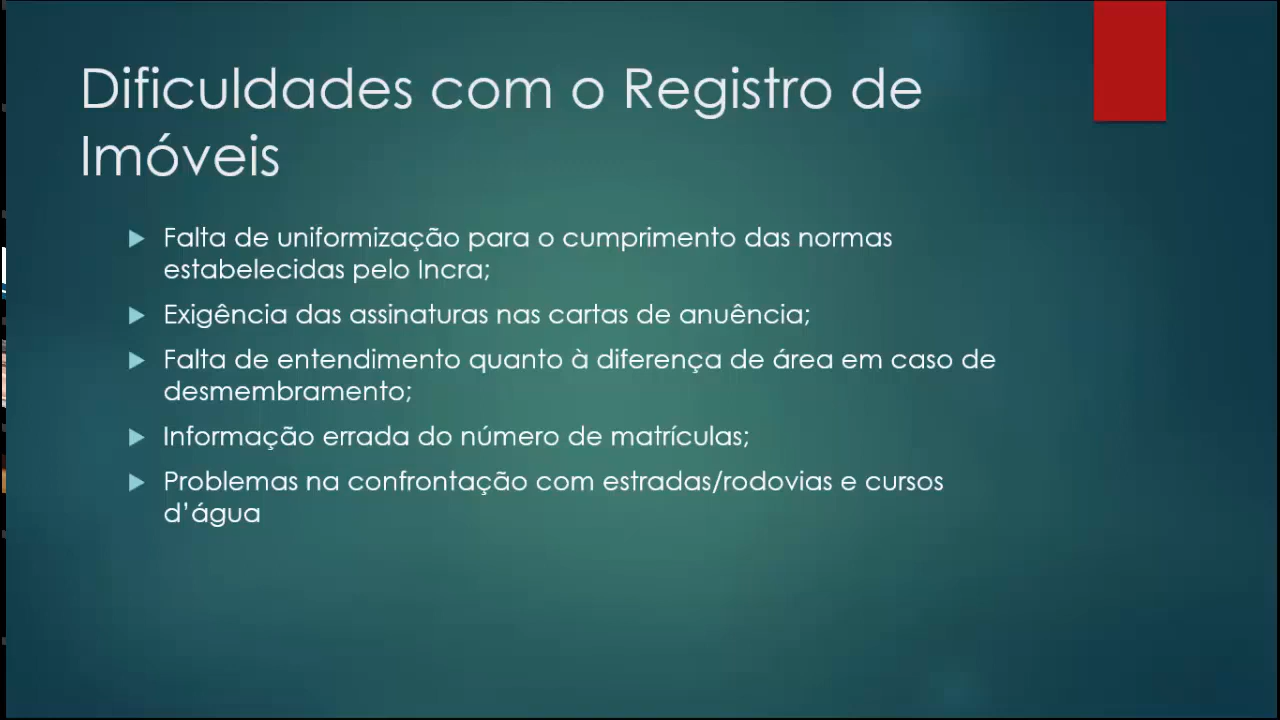 Dificuldades com o Registro de
Imóveis
Falta de uniformização para o cumprimento das normas
estabelecidas pelo Incra;
Exigência das assinaturas nas cartas de anuência;
Falta de entendimento quanto à diferença de área em caso de
desmembramento;
Informação errada do número de matrículas;
Problemas na confrontação com estradas/rodovias e cursos
d’água